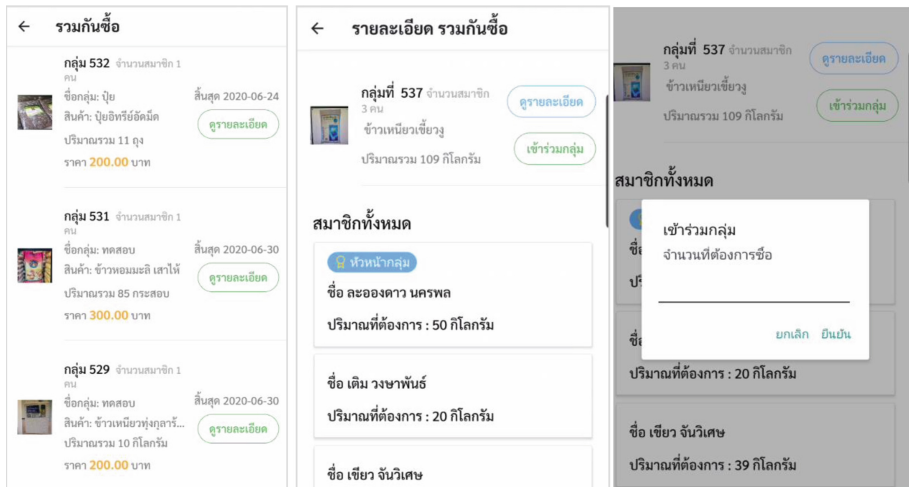 รวมกันซื้อ
กลุ่ม 532 จำนวนสมาชิก 1
คน
ชื่อกลุ่ม: ปุ๋ย
สิ้นสุด 2020-06-24
สินค้า: ปุ๋ยอิทรีย์อัดม็ด
ดูรายละเอียด
ปริมาณรวม 11 ถุง
ราคา 200.00 บาท
กลุ่ม 531 จำนวนสมาชิก 1
คน
ชื่อกลุ่ม: ทดสอบ
สิ้นสุด 2020-06-30
สินค้า: ข้าวหอมมะลิ เสาไห้
ดูรายละเอียด
ปริมาณรวม 85 กระสอบ
ราคา 300.00 บาท
กลุ่ม 529 จำนวนสมาชิก 1
คน
ชื่อกลุ่ม: ทดสอบ
สิ้นสุด 2020-06-30
สินค้า: ข้าวเหนียวทุ่งกุลาร้...
ดูรายละเอียด
ปริมาณรวม 10 กิโลกรัม
ราคา 200.00 บาท
รายละเอียด รวมกันซื้อ
กลุ่มที่ 537 จำนวนสมาชิก
3 คน
ดูรายละเอียด
ข้าวเหนียวเขี้ยวงู
เข้าร่วมกลุ่ม
ปริมาณรวม 109 กิโลกรัม
สมาชิกทั้งหมด
หัวหน้ากลุ่ม
ชื่อ ละอองดาว นครพล
ปริมาณที่ต้องการ : 50 กิโลกรัม
ชื่อ เติม วงษาพันธ์
ปริมาณที่ต้องการ : 20 กิโลกรัม
ชื่อ เขียว จันวิเศษ
กลุ่มที่ 537 จำนวนสมาชิก
3 คน
ดูรายละเอียด
ข้าวเหนียวเขี้ยวงู
เข้าร่วมกลุ่ม
ปริมาณรวม 109 กิโลกรัม
สมาชิกทั้งหมด
เข้าร่วมกลุ่ม
จำนวนที่ต้องการซื้อ
ยกเลิก ยืนยัน
ปริมาณที่ต้องการ : 20 กิโลกรัม
ชื่อ เขียว จันวิเศษ
ปริมาณที่ต้องการ : 39 กิโลกรัม